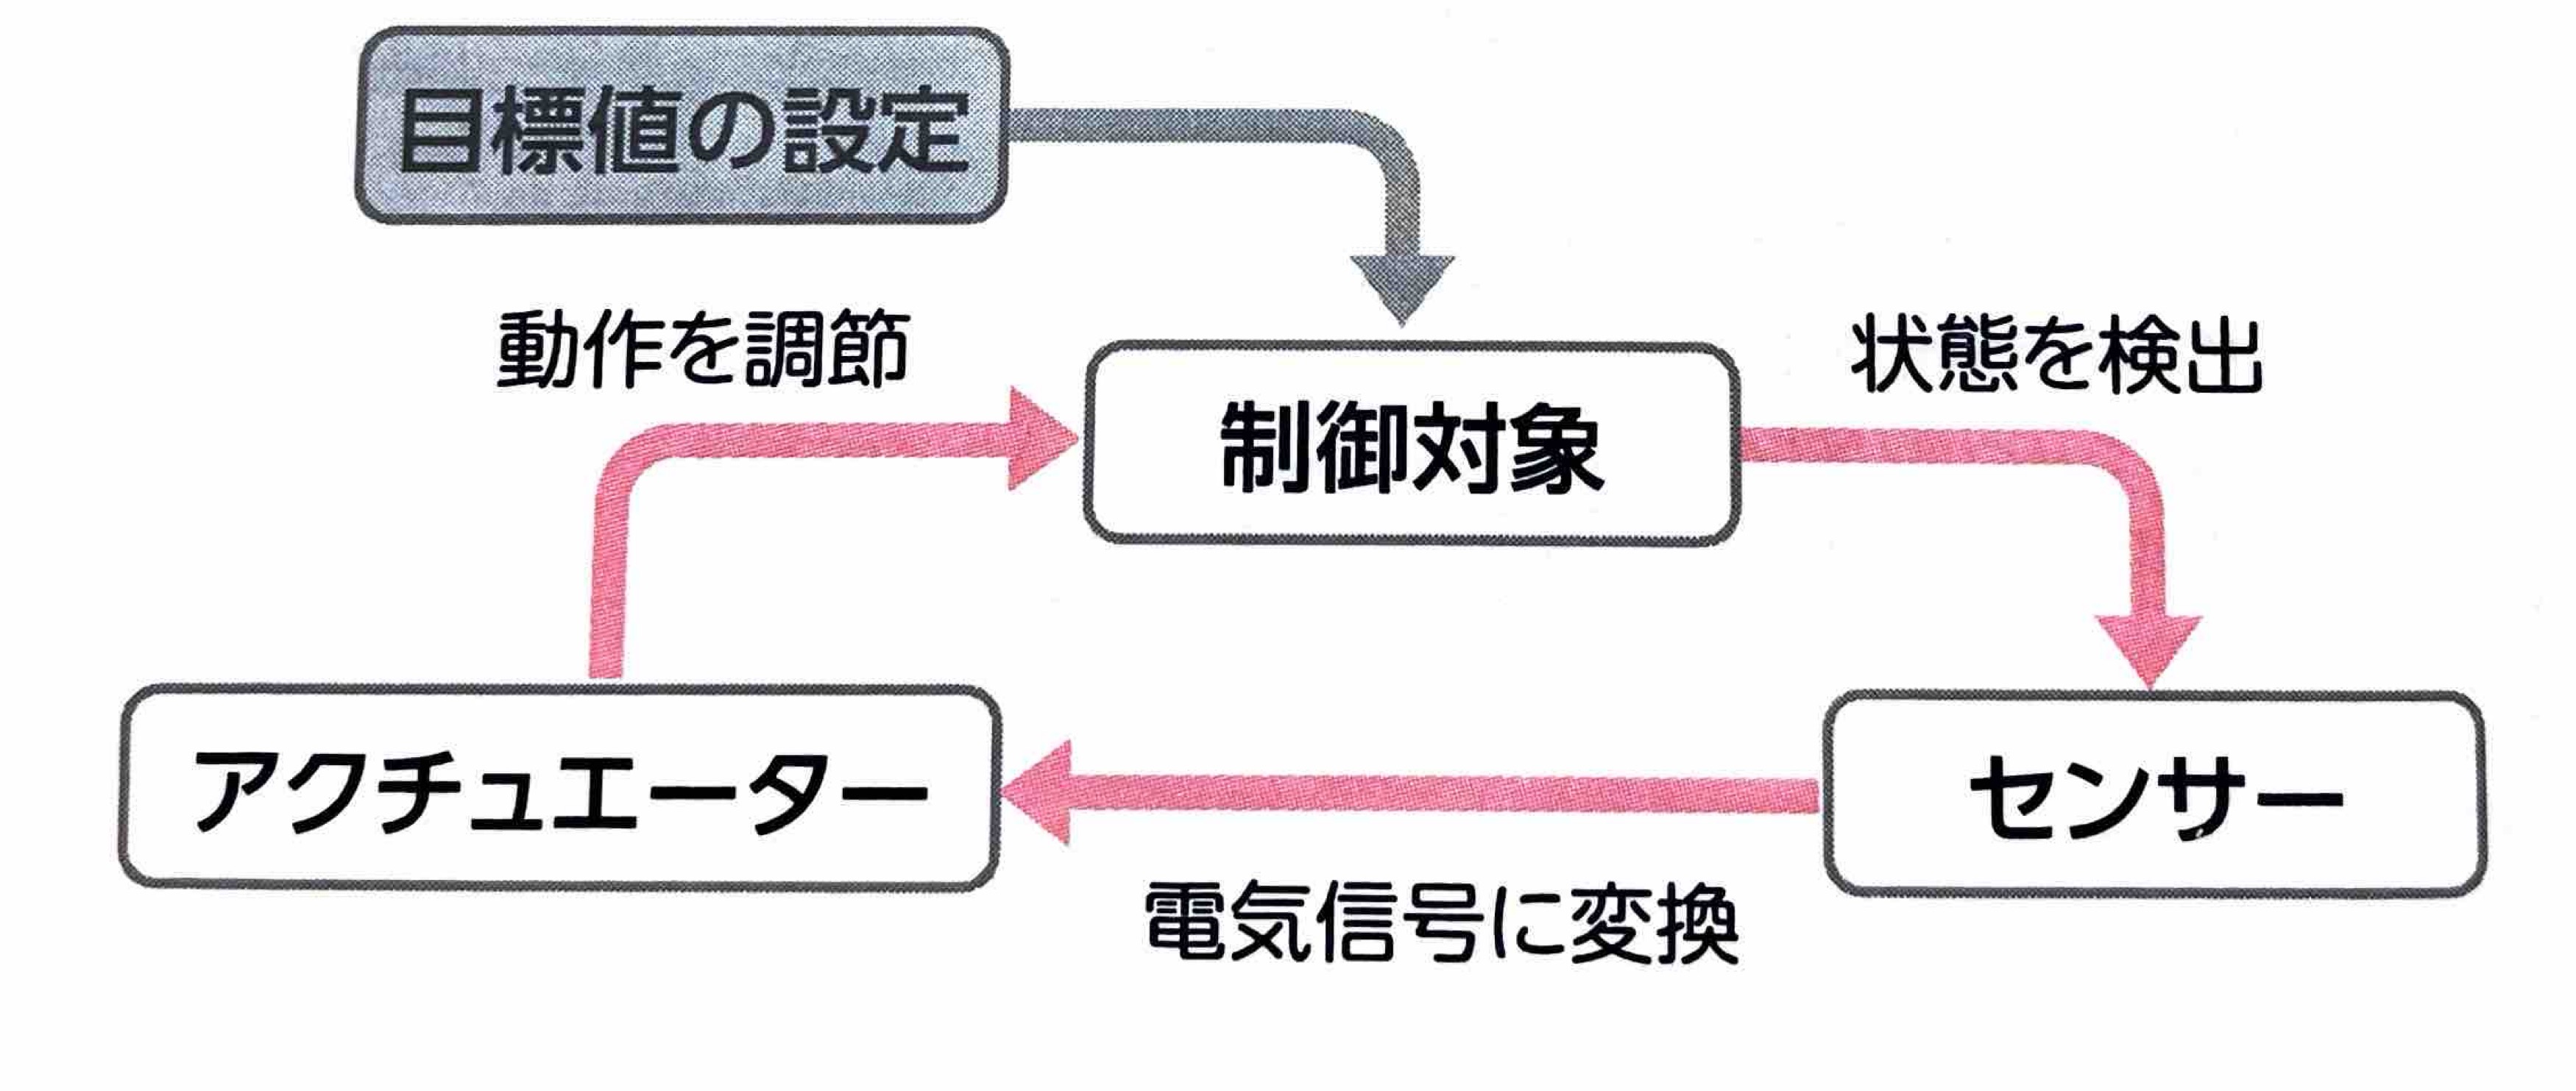 目標値の設定
動作を調節
状態を検出
制御対象
アクチュエーター
センサー
電気信号に変換